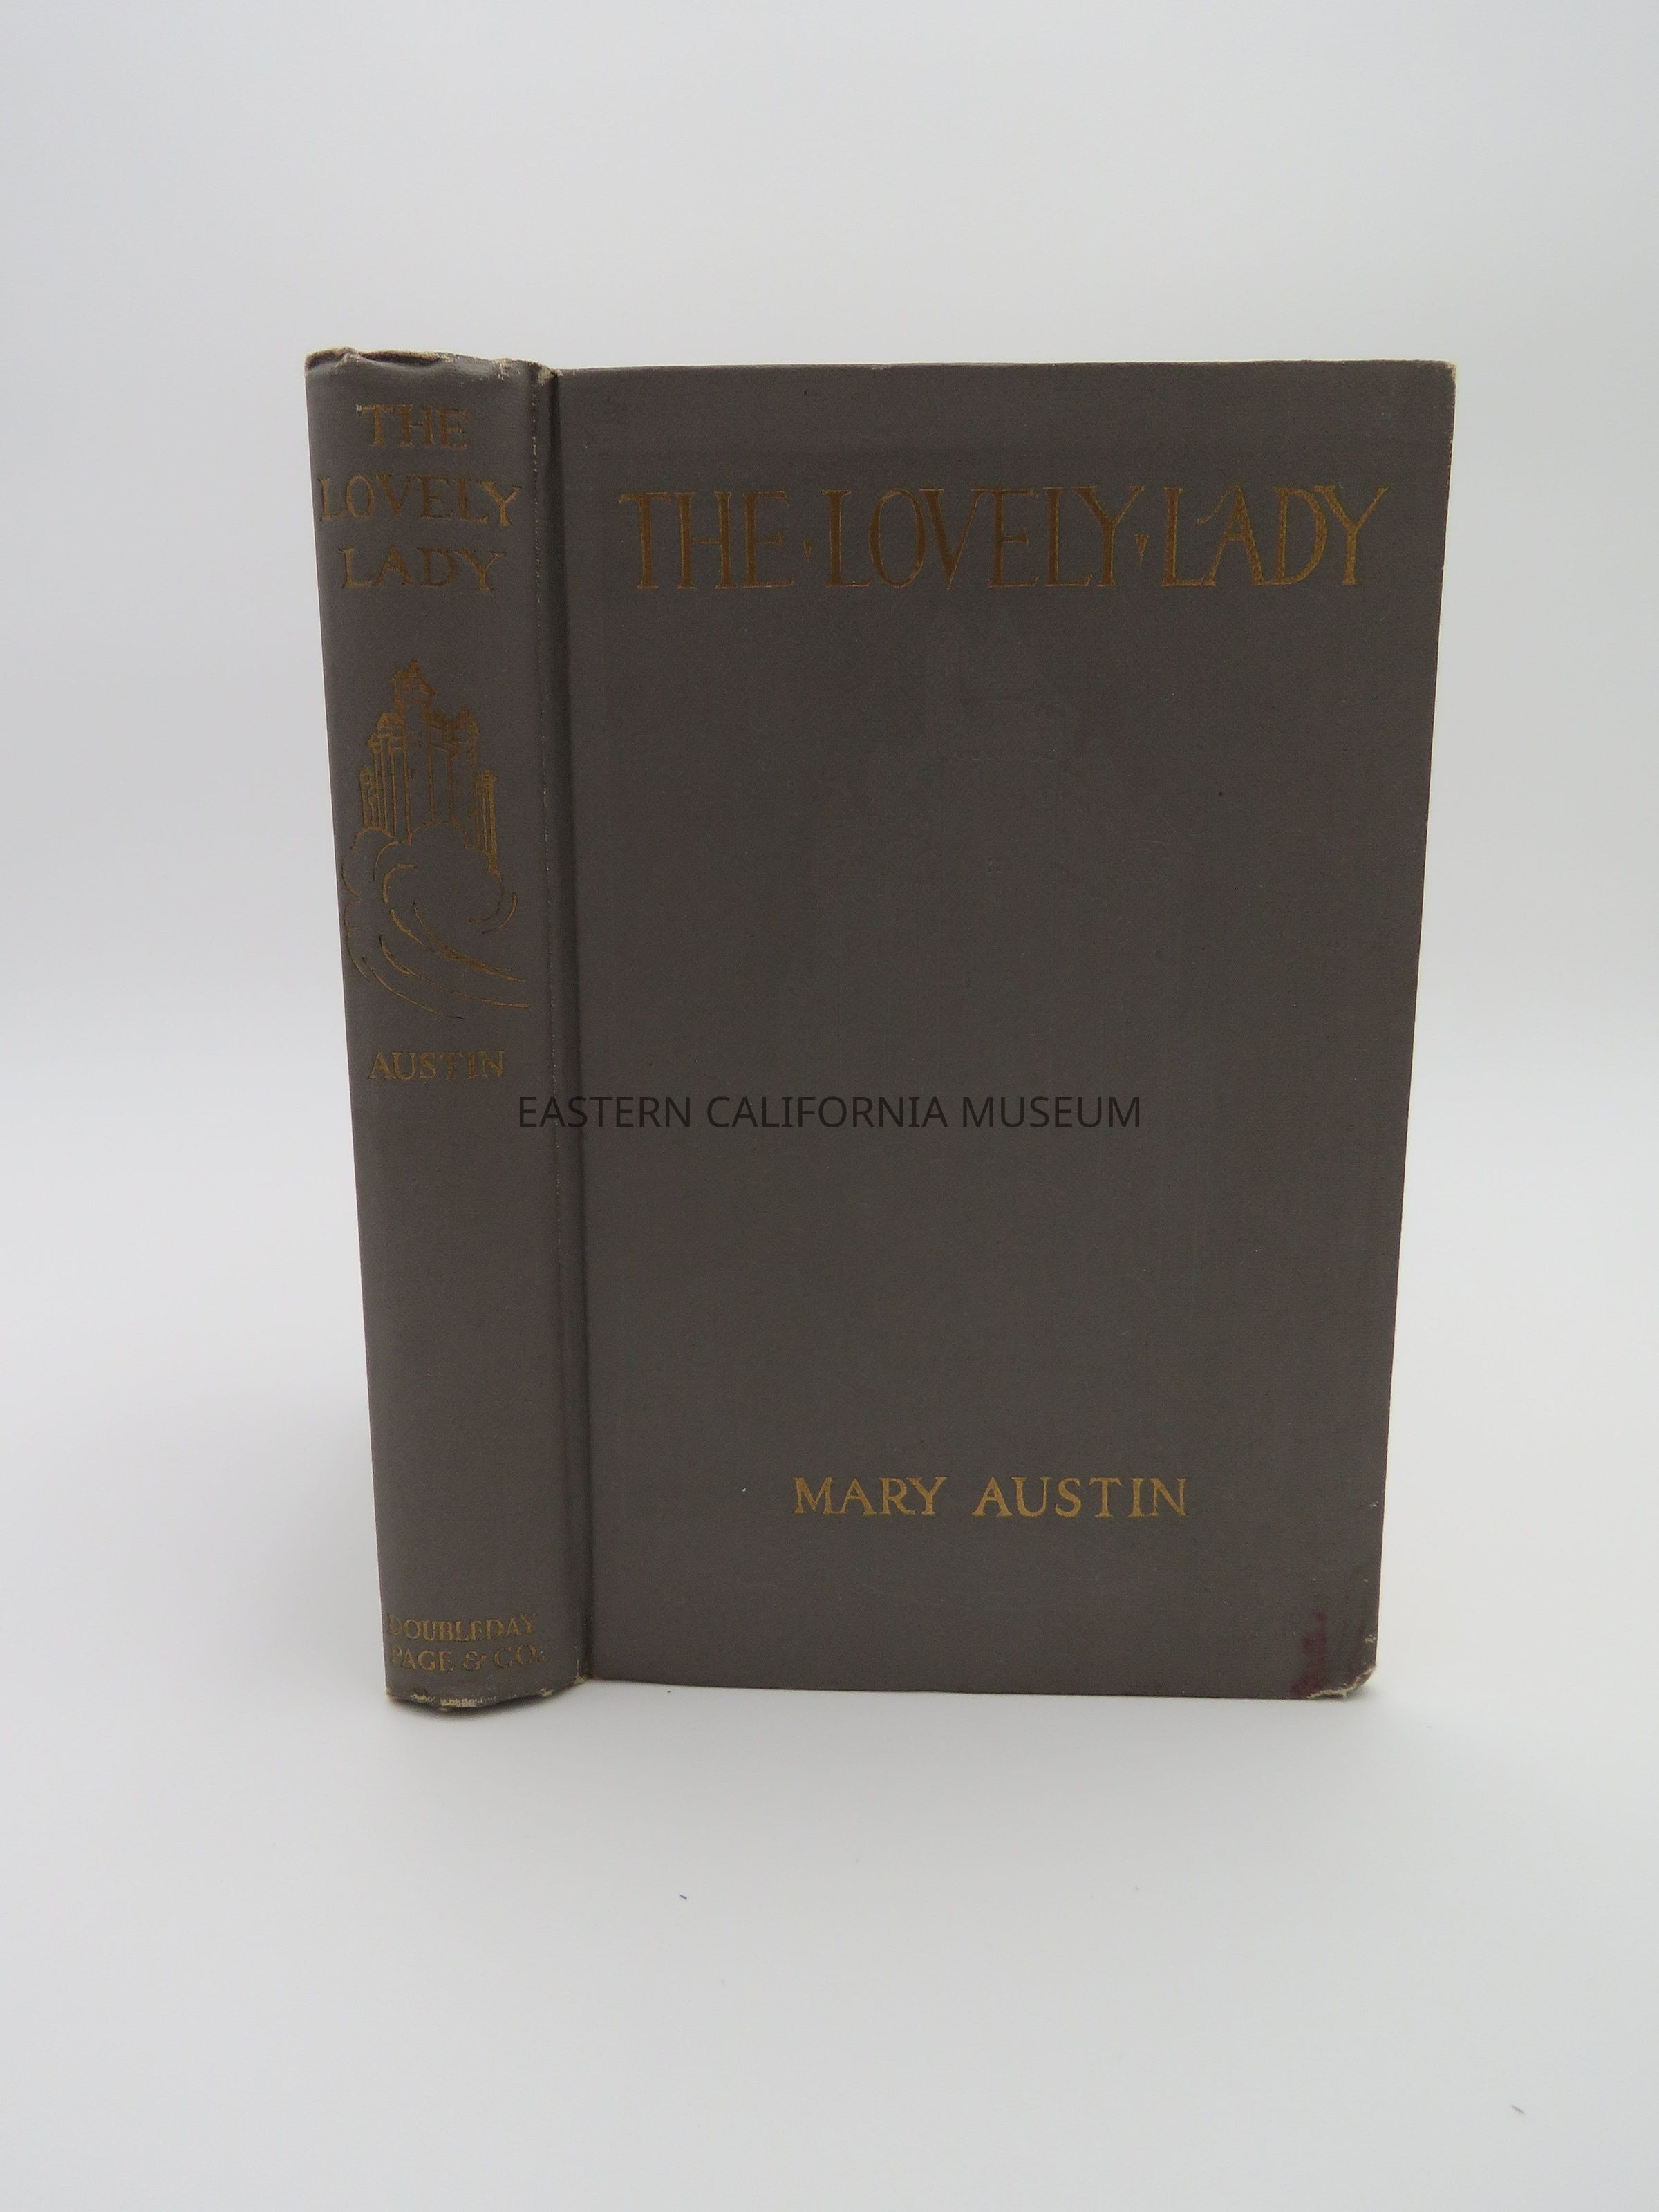 THE
LOVELY
LADY
AUSTIN
DOUBLEDAY
PAGE & CO.
THE · LOVELY · LADY
MARY AUSTIN
EASTERN CALIFORNIA MUSEUM